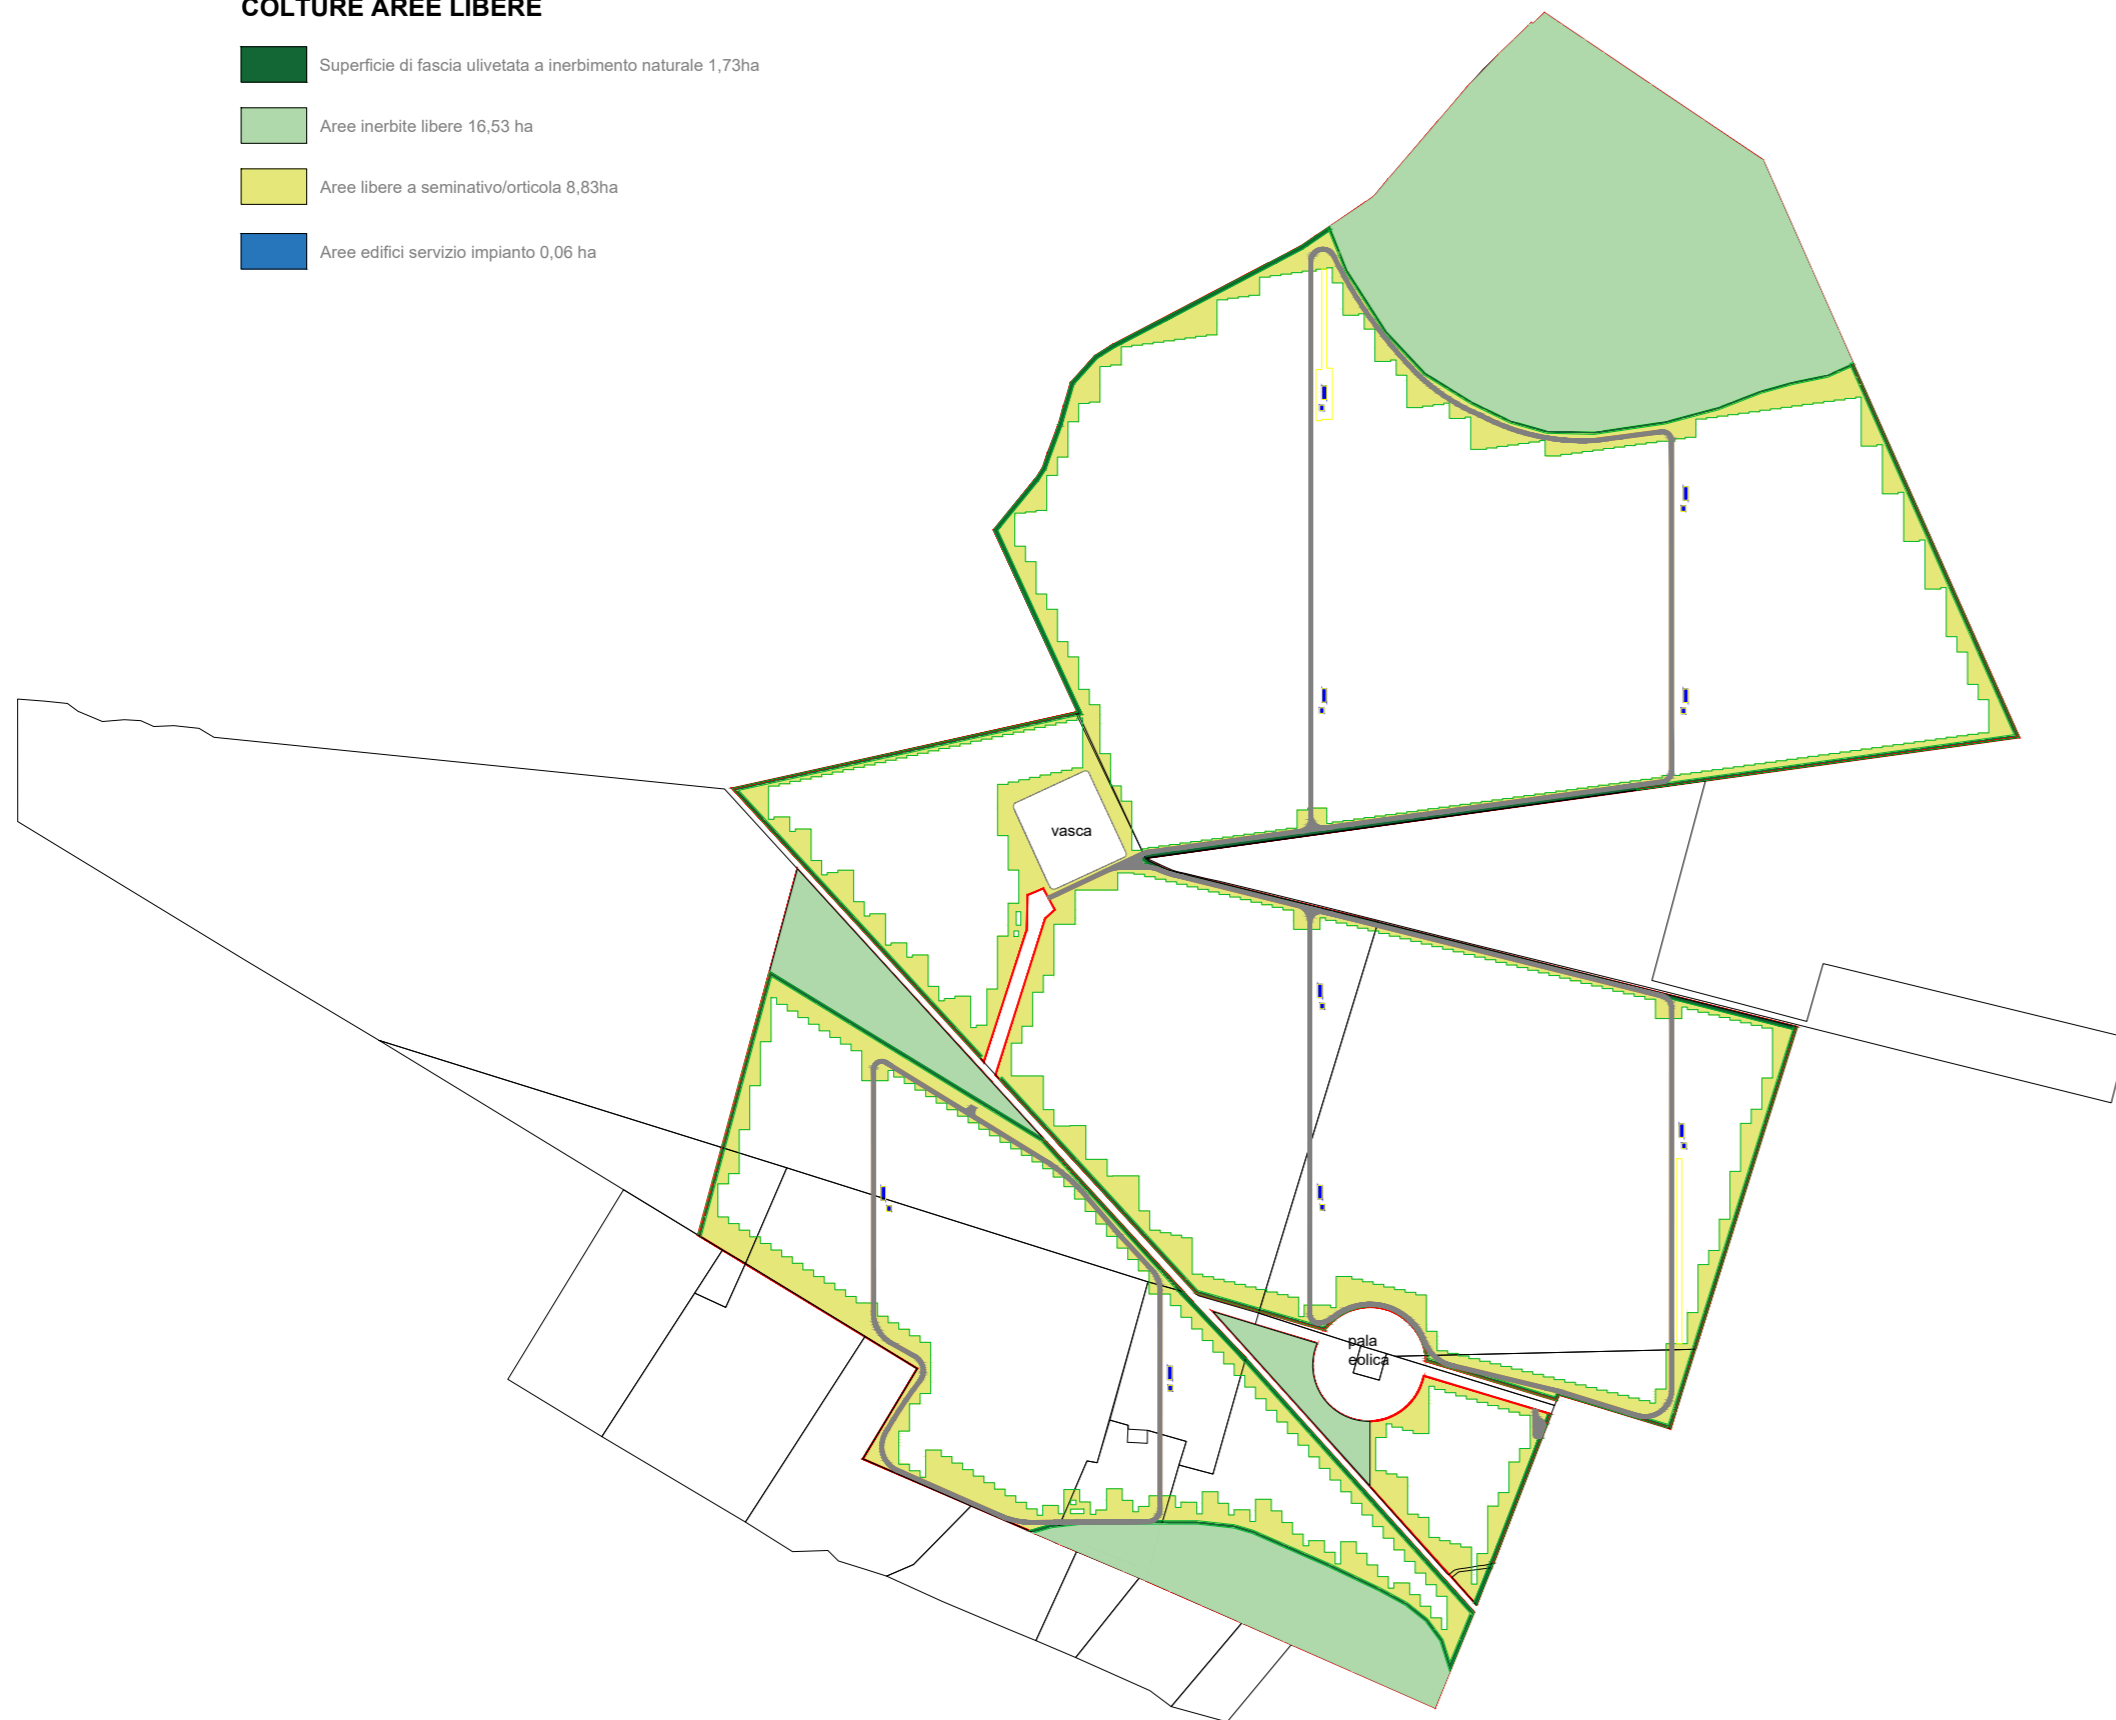 COLTURE AREE LIBERE
Superficie di fascia ulivetata a inerbimento naturale 1,73ha
Aree inerbite libere 16,53 ha
Aree libere a seminativo/orticola 8,83ha
Aree edifici servizio impianto 0,06 ha
vasca
pala
eolica